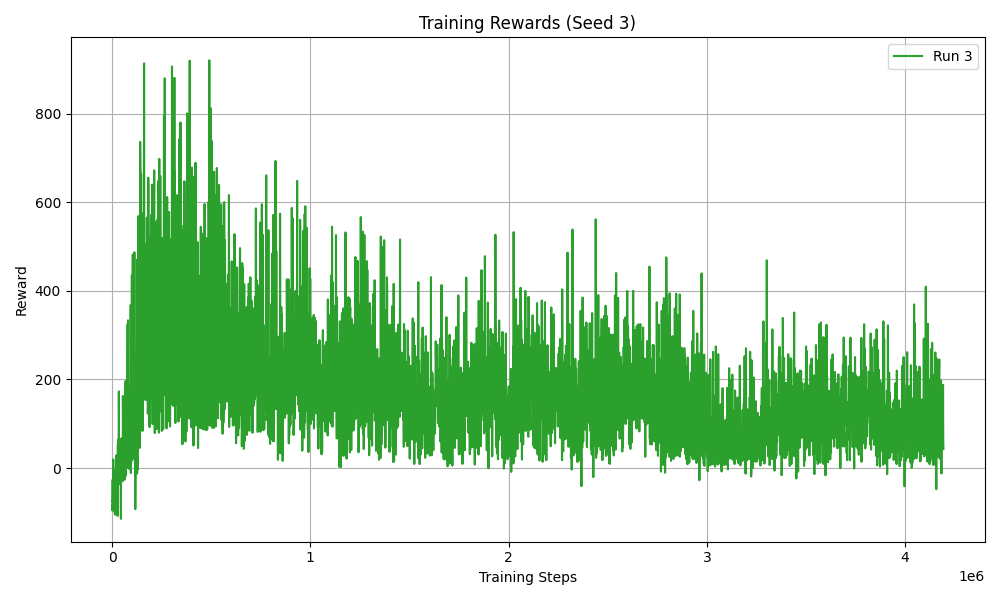 Training Rewards (Seed 3)
Run 3
Reward
800
600
400
200
0
0 1 2 3 4
1e6
Training Steps